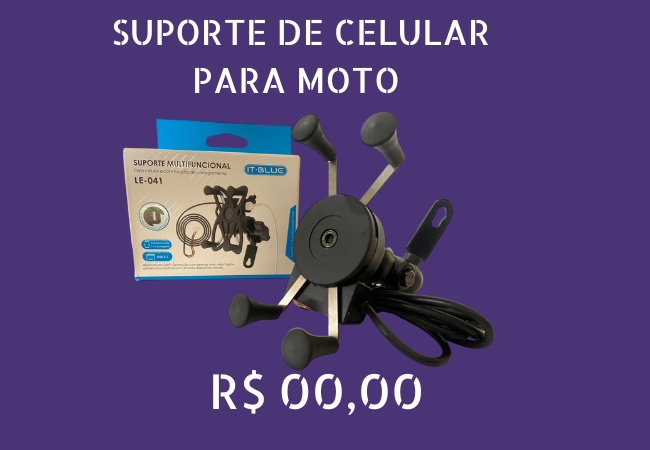 SUPORTE DE CELULAR
PARA MOTO
SUPORTE MULTIFUNCIONAL
IT-BLUE
LE-041
R$ 00,00